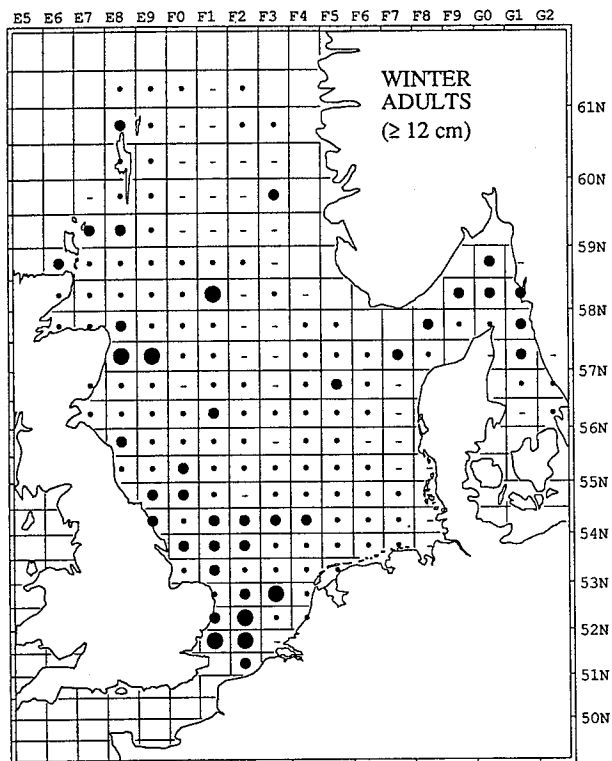 E5 E6 E7 E8 E9 F0 F1 F2 F3 F4 F5 F6 F7 F8 F9 G0 G1 G2
WINTER
ADULTS
(≥ 12 cm)
61N
60N
59N
58N
57N
56N
55N
54N
53N
52N
51N
50N